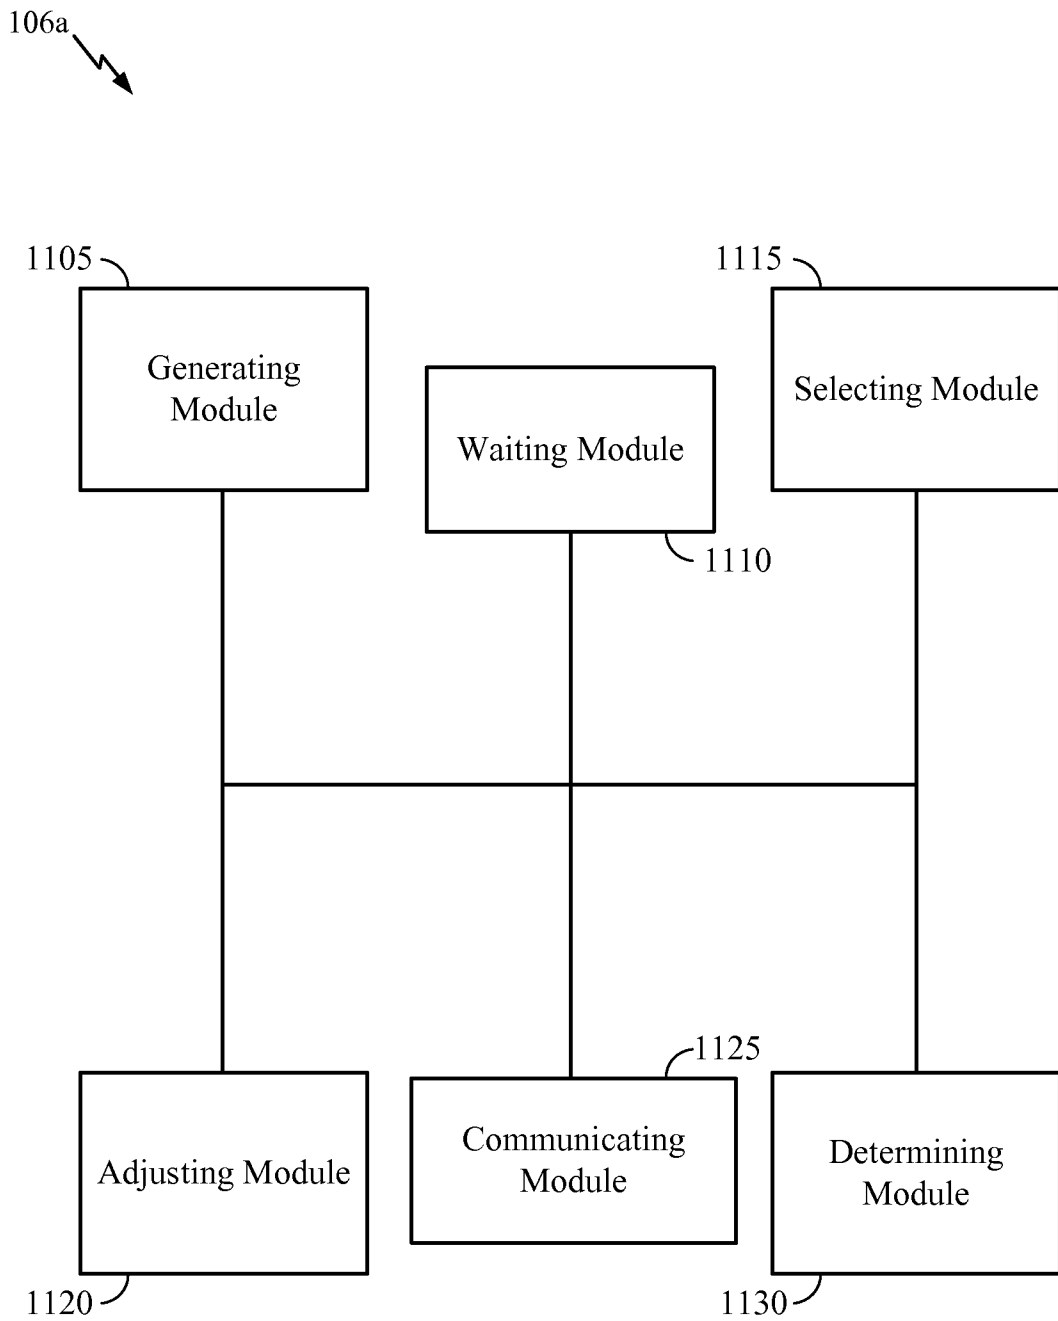 106a
1105
1115
Generating
Module
Waiting Module
Selecting Module
1110
1125
Adjusting Module
Communicating
Module
Determining
Module
1120
1130